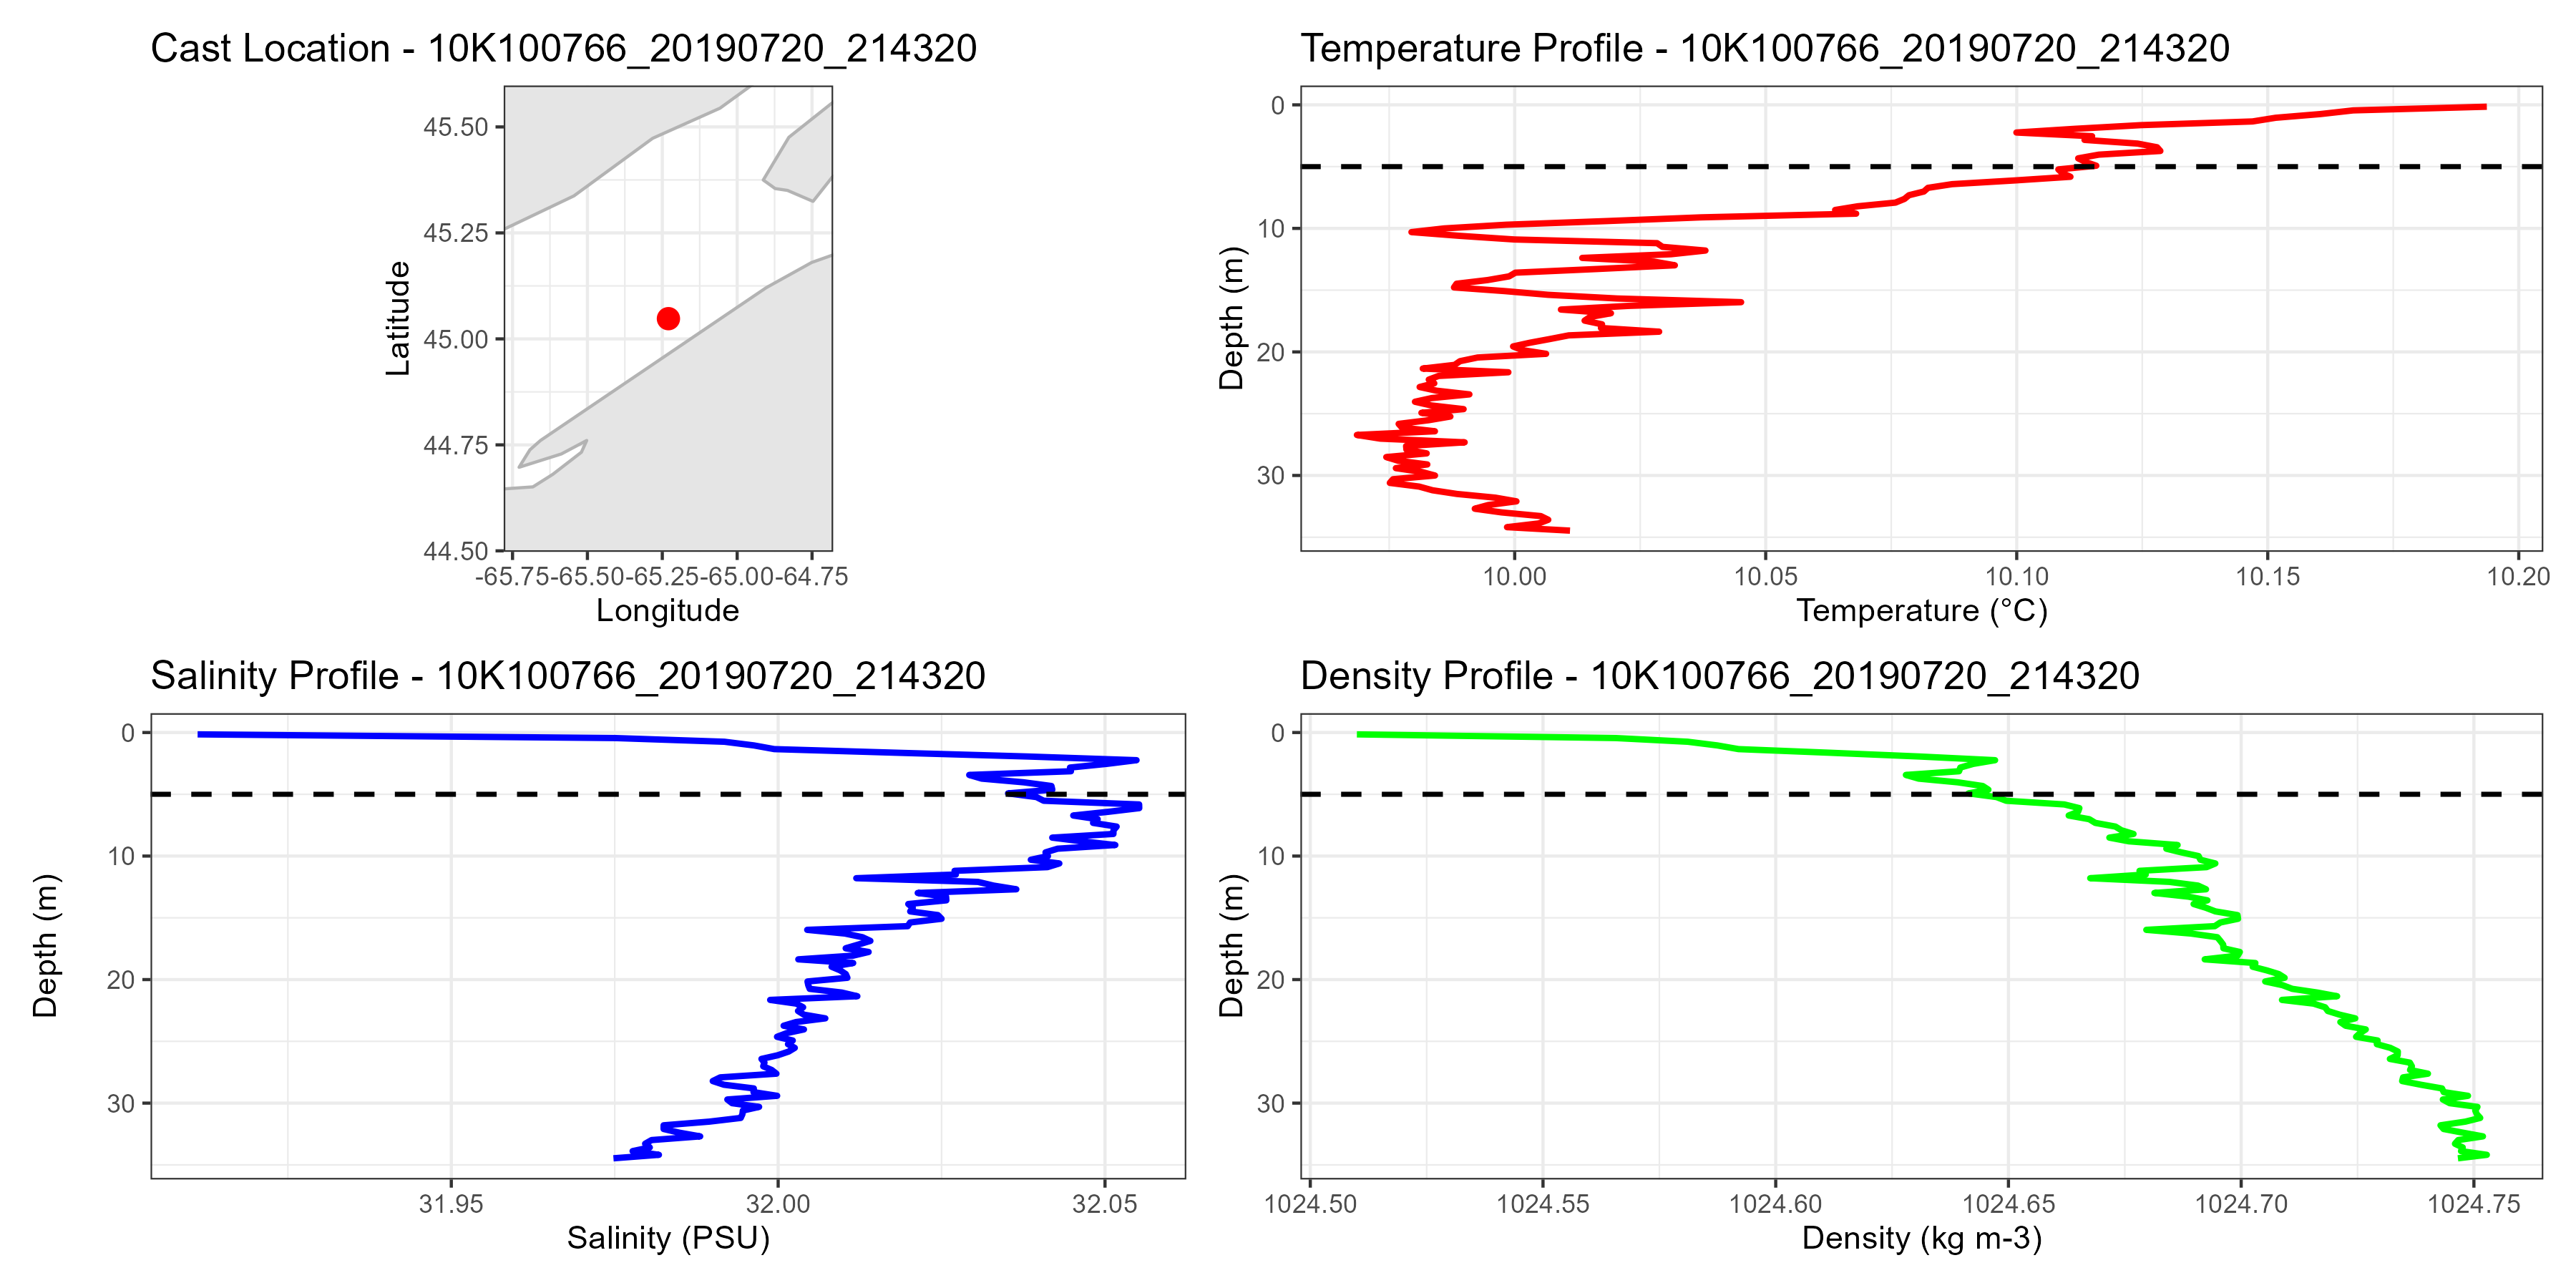 Cast Location - 10K100766_20190720_214320
45.50
45.25
45.00
44.75
44.50
Latitude
-65.75 -65.50 -65.25 -65.00 -64.75
Longitude
Temperature Profile - 10K100766_20190720_214320
0
10
20
30
Depth (m)
10.00 10.05 10.10 10.15 10.20
Temperature (°C)
Salinity Profile - 10K100766_20190720_214320
0
10
20
30
Depth (m)
31.95 32.00 32.05
Salinity (PSU)
Density Profile - 10K100766_20190720_214320
0
10
20
30
Depth (m)
1024.50 1024.55 1024.60 1024.65 1024.70 1024.75
Density (kg m-3)